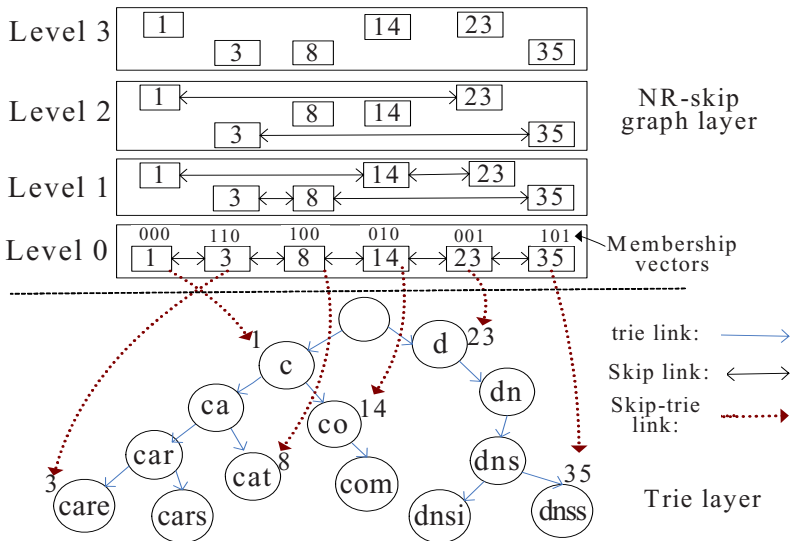 Level 3
1 14 23
3 8 35
Level 2
1 23
8 14
3 35
NR-skip
graph layer
Level 1
1 14 23
3 8 35
Level 0
000 110 100 010 001 101
1 3 8 14 23 35
Membership
vectors
1
c
d
23
ca
co
14
dn
car
cat
8
com
dns
3
care
cars
dnsi
dnss
35
trie link:
Skip link:
Skip-trie
link:
Trie layer